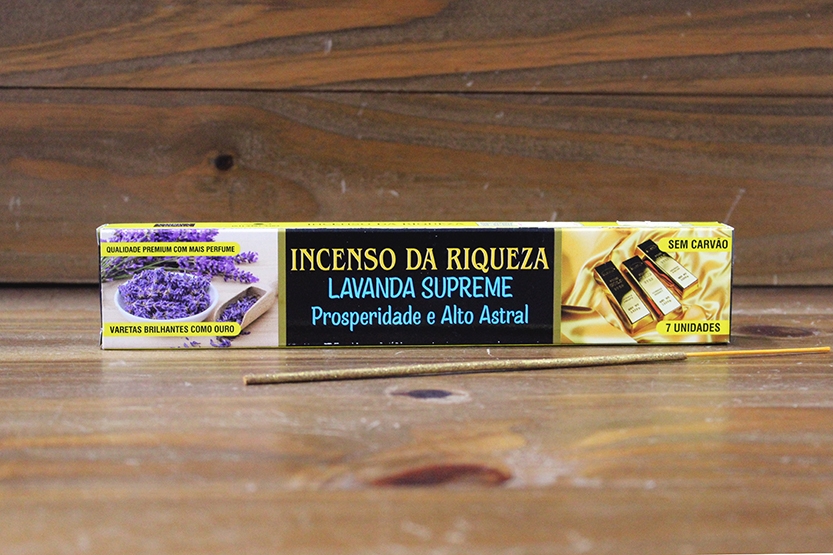 QUALIDADE PREMIUM COM MAIS PERFUME
VARETAS BRILHANTES COMO OURO
INCENSO DA RIQUEZA
LAVANDA SUPREME
Prosperidade e Alto Astral
SEM CARVÃO
7 UNIDADES